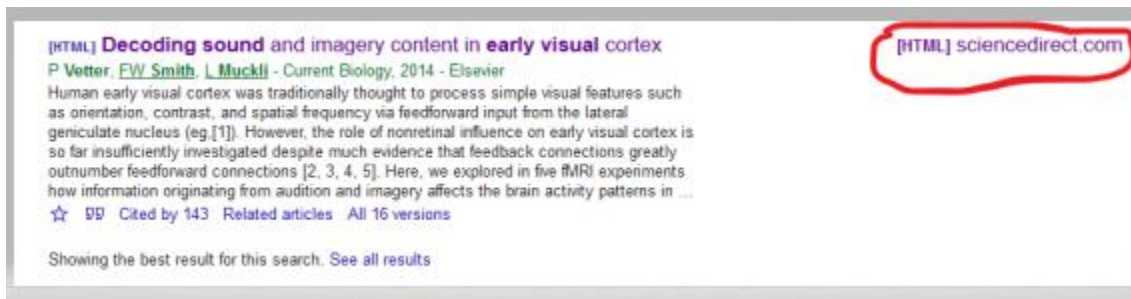 [HTML] Decoding sound and imagery content in early visual cortex
[HTML] sciencedirect.com
P Vetter, FW Smith, L Muckli - Current Biology, 2014 - Elsevier
Human early visual cortex was traditionally thought to process simple visual features such
as orientation, contrast, and spatial frequency via feedforward input from the lateral
geniculate nucleus (eg,[1]). However, the role of nonretinal influence on early visual cortex is
so far insufficiently investigated despite much evidence that feedback connections greatly
outnumber feedforward connections [2, 3, 4, 5]. Here, we explored in five fMRI experiments
how information originating from audition and imagery affects the brain activity patterns in ...
Cited by 143 Related articles All 16 versions
Showing the best result for this search. See all results